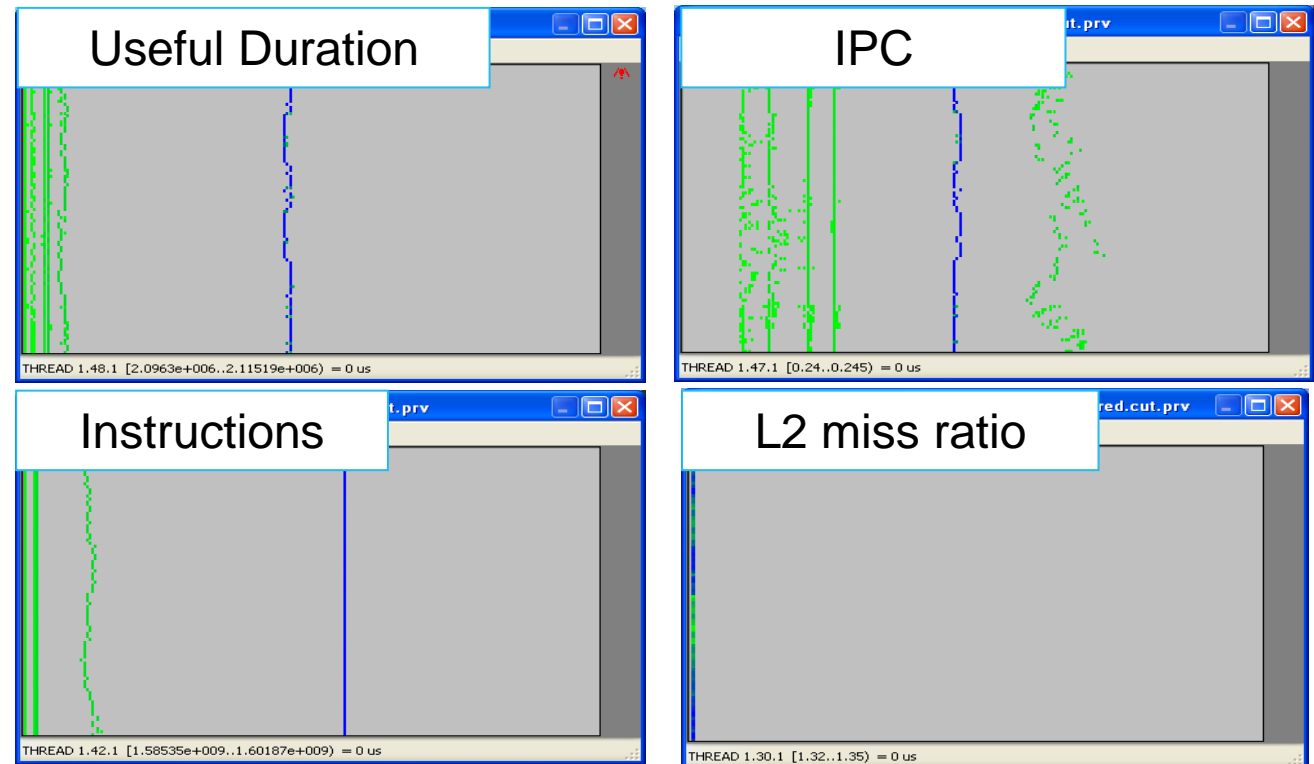 Useful Duration
IPC
it.prv
THREAD 1.48.1 [2.0963e+006..2.11519e+006) = 0 us
THREAD 1.47.1 [0.24..0.245) = 0 us
Instructions
t.prv
L2 miss ratio
red.cut.prv
THREAD 1.42.1 [1.58535e+009..1.60187e+009) = 0 us
THREAD 1.30.1 [1.32..1.35) = 0 us